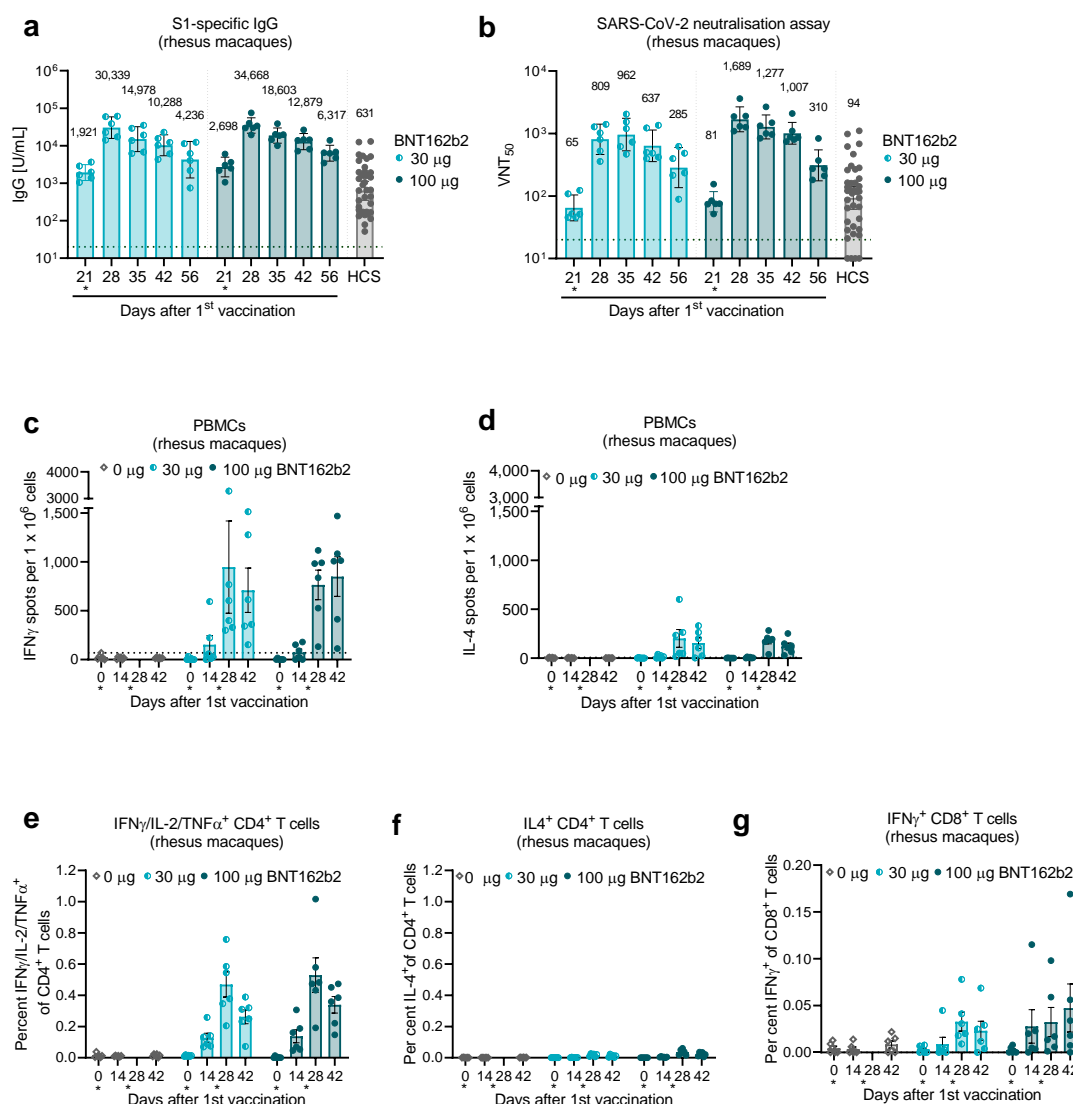 a
S1-specific IgG
(rhesus macaques)
IgG [U/mL]
10⁶
10⁵
10⁴
10³
10²
10¹
1,921
30,339
14,978
10,288
4,236
2,698
34,668
18,603
12,879
6,317
631
21 28 35 42 56 21 28 35 42 56 HCS
* *
Days after 1st vaccination
BNT162b2
30 µg
100 µg
b
SARS-CoV-2 neutralisation assay
(rhesus macaques)
VNT50
10⁴
10³
10²
10¹
65
809
962
637
285
81
1,689
1,277
1,007
310
94
21 28 35 42 56 21 28 35 42 56 HCS
* *
Days after 1st vaccination
BNT162b2
30 µg
100 µg
c
PBMCs
(rhesus macaques)
0 µg 30 µg 100 µg BNT162b2
IFNγ spots per 1 x 10⁶ cells
4000
3000
1,500
1,000
500
0
0 14 28 42 0 14 28 42 0 14 28 42
* * * * * *
Days after 1st vaccination
d
PBMCs
(rhesus macaques)
0 µg 30 µg 100 µg BNT162b2
IL-4 spots per 1 x 10⁶ cells
4,000
3,000
1,500
1,000
500
0
0 14 28 42 0 14 28 42 0 14 28 42
* * * * * *
Days after 1st vaccination
e
IFNγ/IL-2/TNFα⁺ CD4⁺ T cells
(rhesus macaques)
0 µg 30 µg 100 µg BNT162b2
Percent IFNγ/IL-2/TNFα⁺
of CD4⁺ T cells
1.2
1.0
0.8
0.6
0.4
0.2
0.0
0 14 28 42 0 14 28 42 0 14 28 42
* * * * * *
Days after 1st vaccination
f
IL4⁺ CD4⁺ T cells
(rhesus macaques)
0 µg 30 µg 100 µg BNT162b2
Per cent IL-4⁺of CD4⁺ T cells
1.2
1.0
0.8
0.6
0.4
0.2
0.0
0 14 28 42 0 14 28 42 0 14 28 42
* * * * * *
Days after 1st vaccination
g
IFNγ⁺ CD8⁺ T cells
(rhesus macaques)
0 µg 30 µg 100 µg BNT162b2
Per cent IFNγ⁺ of CD8⁺ T cells
0.20
0.15
0.10
0.05
0.00
0 14 28 42 0 14 28 42 0 14 28 42
* * * * * *
Days after 1st vaccination